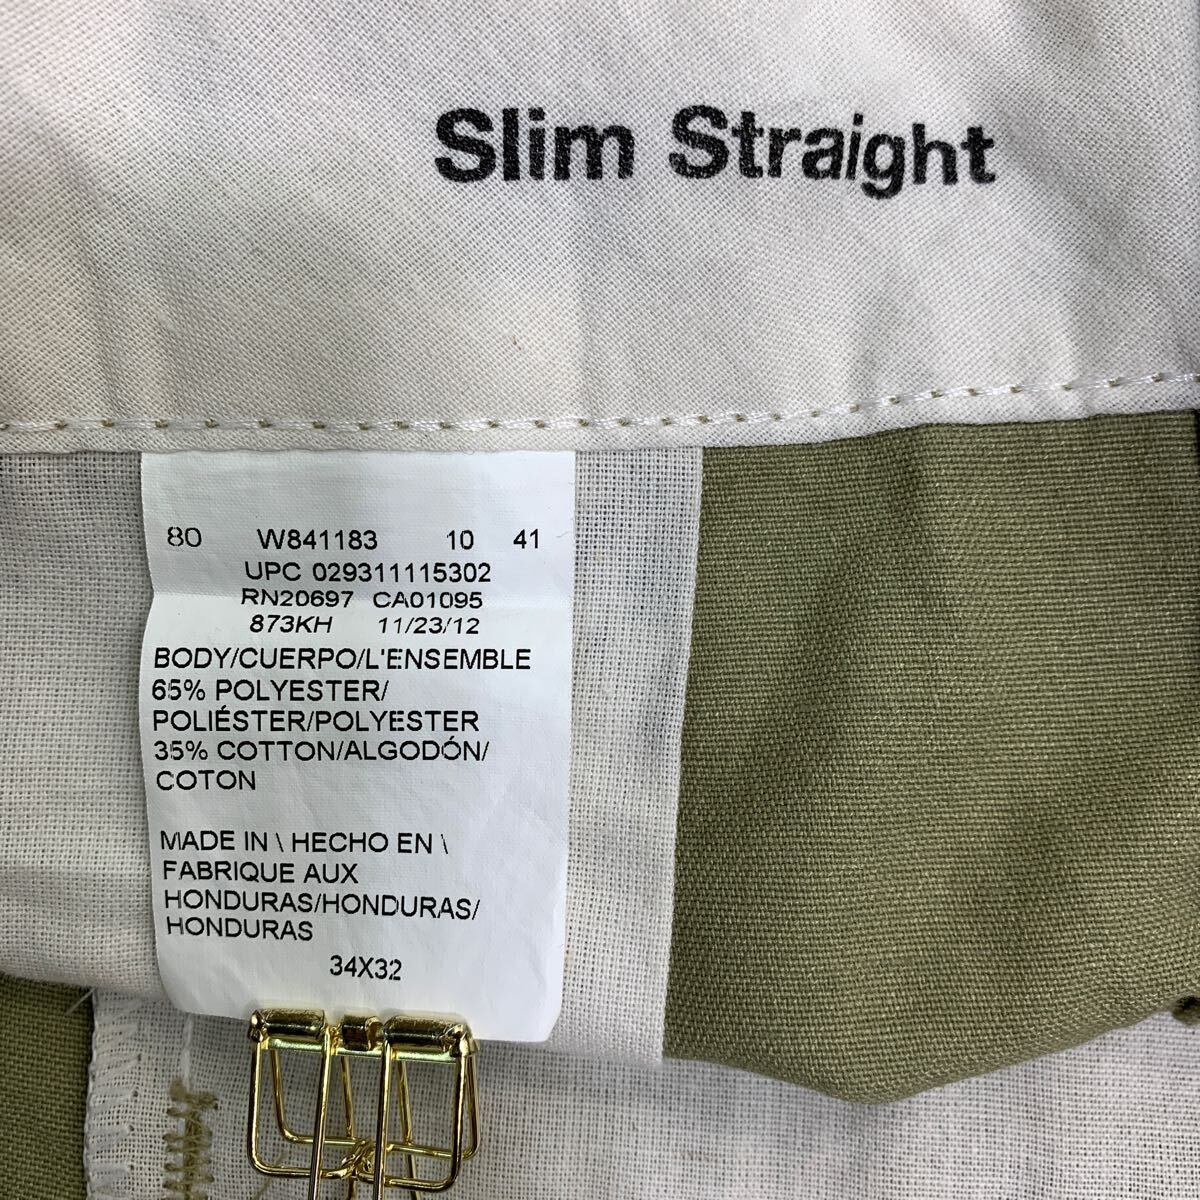 Slim Straight
80 W841183 10 41
UPC 029311115302
RN20697 CA01095
873KH 11/23/12
BODY/CUERPO/L'ENSEMBLE
65% POLYESTER/
POLIÉSTER/POLYESTER
35% COTTON/ALGODÓN/
COTON
MADE IN \ HECHO EN \
FABRIQUE AUX
HONDURAS/HONDURAS/
HONDURAS
34X32